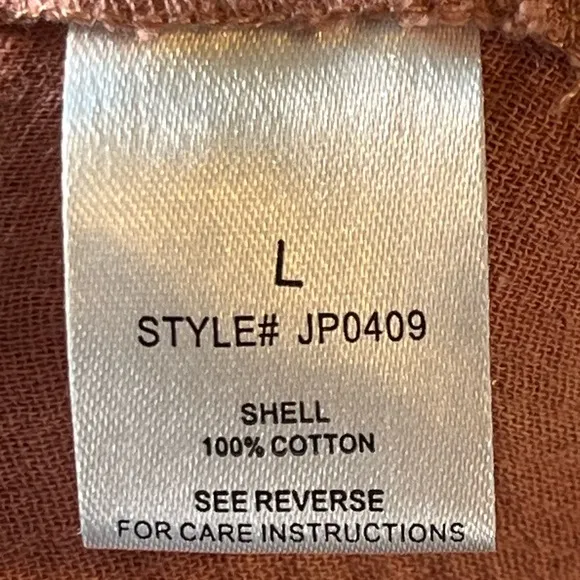 L
STYLE# JP0409
SHELL
100% COTTON
SEE REVERSE
FOR CARE INSTRUCTIONS